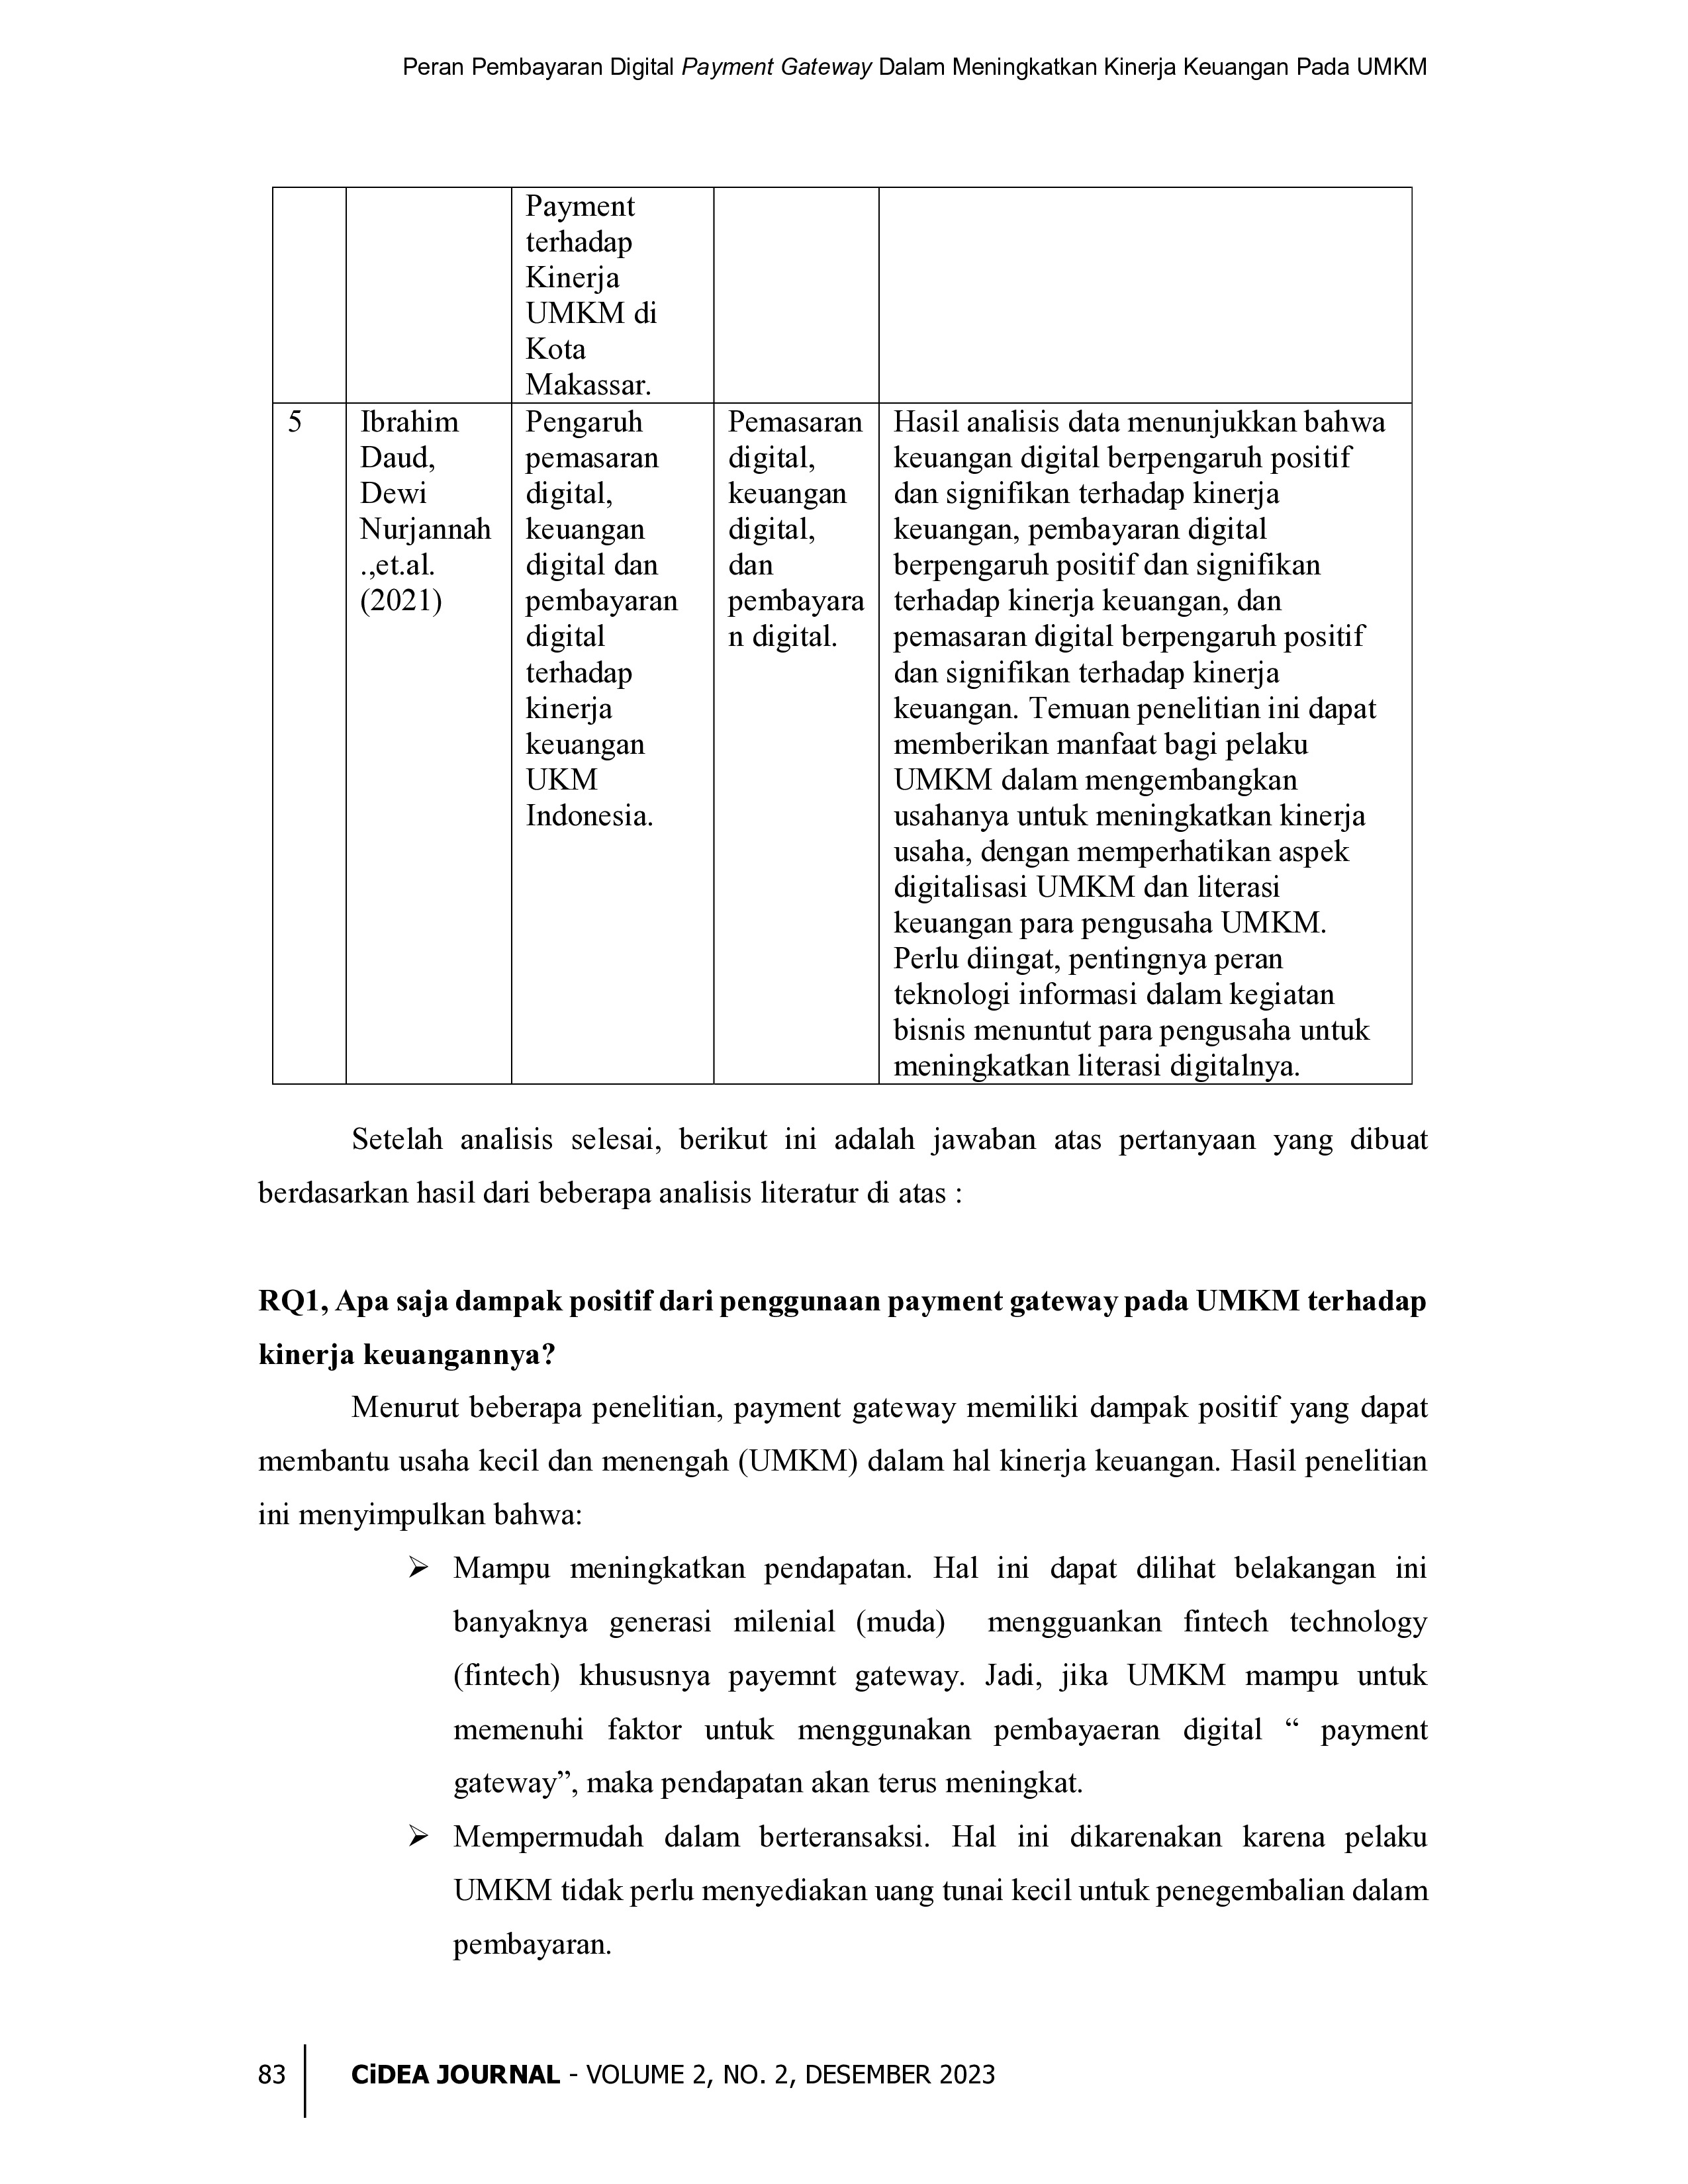 Peran Pembayaran Digital Payment Gateway Dalam Meningkatkan Kinerja Keuangan Pada UMKM
Payment
terhadap
Kinerja
UMKM di
Kota
Makassar.
5
Ibrahim
Daud,
Dewi
Nurjannah
.,et.al.
(2021)
Pengaruh
pemasaran
digital,
keuangan
digital dan
pembayaran
digital
terhadap
kinerja
keuangan
UKM
Indonesia.
Pemasaran
digital,
keuangan
digital,
dan
pembayara
n digital.
Hasil analisis data menunjukkan bahwa
keuangan digital berpengaruh positif
dan signifikan terhadap kinerja
keuangan, pembayaran digital
berpengaruh positif dan signifikan
terhadap kinerja keuangan, dan
pemasaran digital berpengaruh positif
dan signifikan terhadap kinerja
keuangan. Temuan penelitian ini dapat
memberikan manfaat bagi pelaku
UMKM dalam mengembangkan
usahanya untuk meningkatkan kinerja
usaha, dengan memperhatikan aspek
digitalisasi UMKM dan literasi
keuangan para pengusaha UMKM.
Perlu diingat, pentingnya peran
teknologi informasi dalam kegiatan
bisnis menuntut para pengusaha untuk
meningkatkan literasi digitalnya.
Setelah analisis selesai, berikut ini adalah jawaban atas pertanyaan yang dibuat
berdasarkan hasil dari beberapa analisis literatur di atas :
RQ1, Apa saja dampak positif dari penggunaan payment gateway pada UMKM terhadap
kinerja keuangannya?
Menurut beberapa penelitian, payment gateway memiliki dampak positif yang dapat
membantu usaha kecil dan menengah (UMKM) dalam hal kinerja keuangan. Hasil penelitian
ini menyimpulkan bahwa:
➢ Mampu meningkatkan pendapatan. Hal ini dapat dilihat belakangan ini
banyaknya generasi milenial (muda) mengguankan fintech technology
(fintech) khususnya payemnt gateway. Jadi, jika UMKM mampu untuk
memenuhi faktor untuk menggunakan pembayaeran digital “ payment
gateway”, maka pendapatan akan terus meningkat.
➢ Mempermudah dalam berteransaksi. Hal ini dikarenakan karena pelaku
UMKM tidak perlu menyediakan uang tunai kecil untuk penegembalian dalam
pembayaran.
83 CiDEA JOURNAL - VOLUME 2, NO. 2, DESEMBER 2023